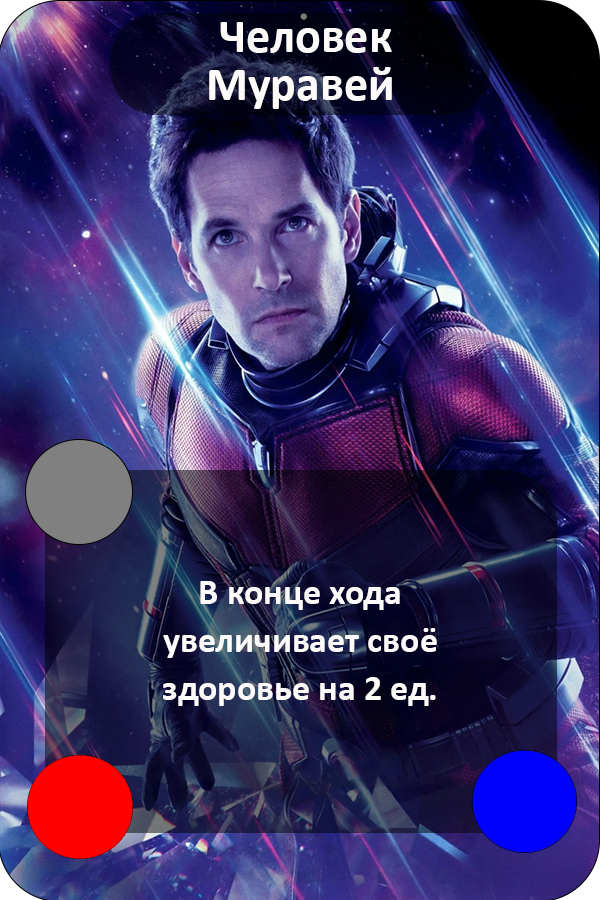 Человек
Муравей
В конце хода
увеличивает своё
здоровье на 2 ед.